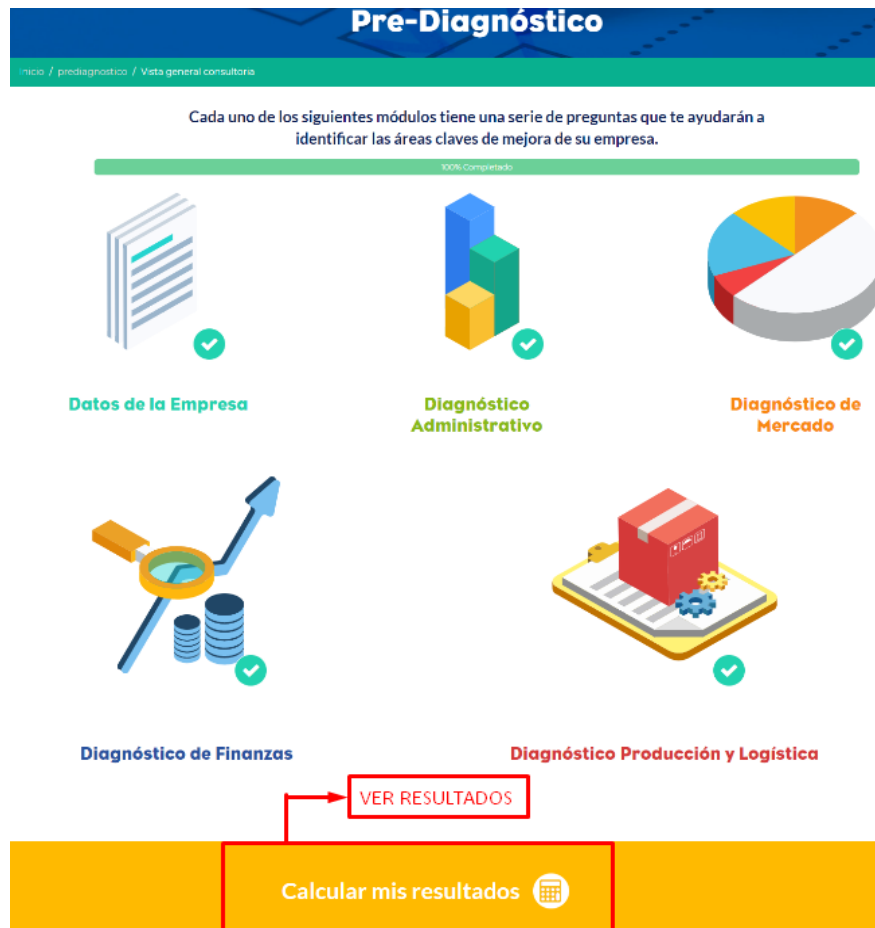 Pre-Diagnóstico
Inicio / prediagnostico / Vista general consultoria
Cada uno de los siguientes módulos tiene una serie de preguntas que te ayudarán a
identificar las áreas claves de mejora de su empresa.
100% Completado
Datos de la Empresa
Diagnóstico
Administrativo
Diagnóstico de
Mercado
Diagnóstico de Finanzas
Diagnóstico Producción y Logística
VER RESULTADOS
Calcular mis resultados